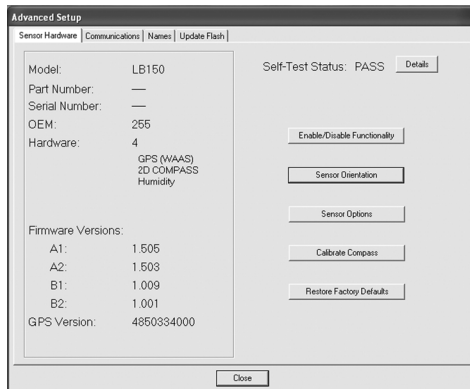 Advanced Setup
Sensor Hardware Communications Names Update Flash
Model: LB150
Part Number: —
Serial Number: —
OEM: 255
Hardware: 4
GPS (WAAS)
2D COMPASS
Humidity
Firmware Versions:
A1: 1.505
A2: 1.503
B1: 1.009
B2: 1.001
GPS Version: 4850334000
Self-Test Status: PASS Details
Enable/Disable Functionality
Sensor Orientation
Sensor Options
Calibrate Compass
Restore Factory Defaults
Close